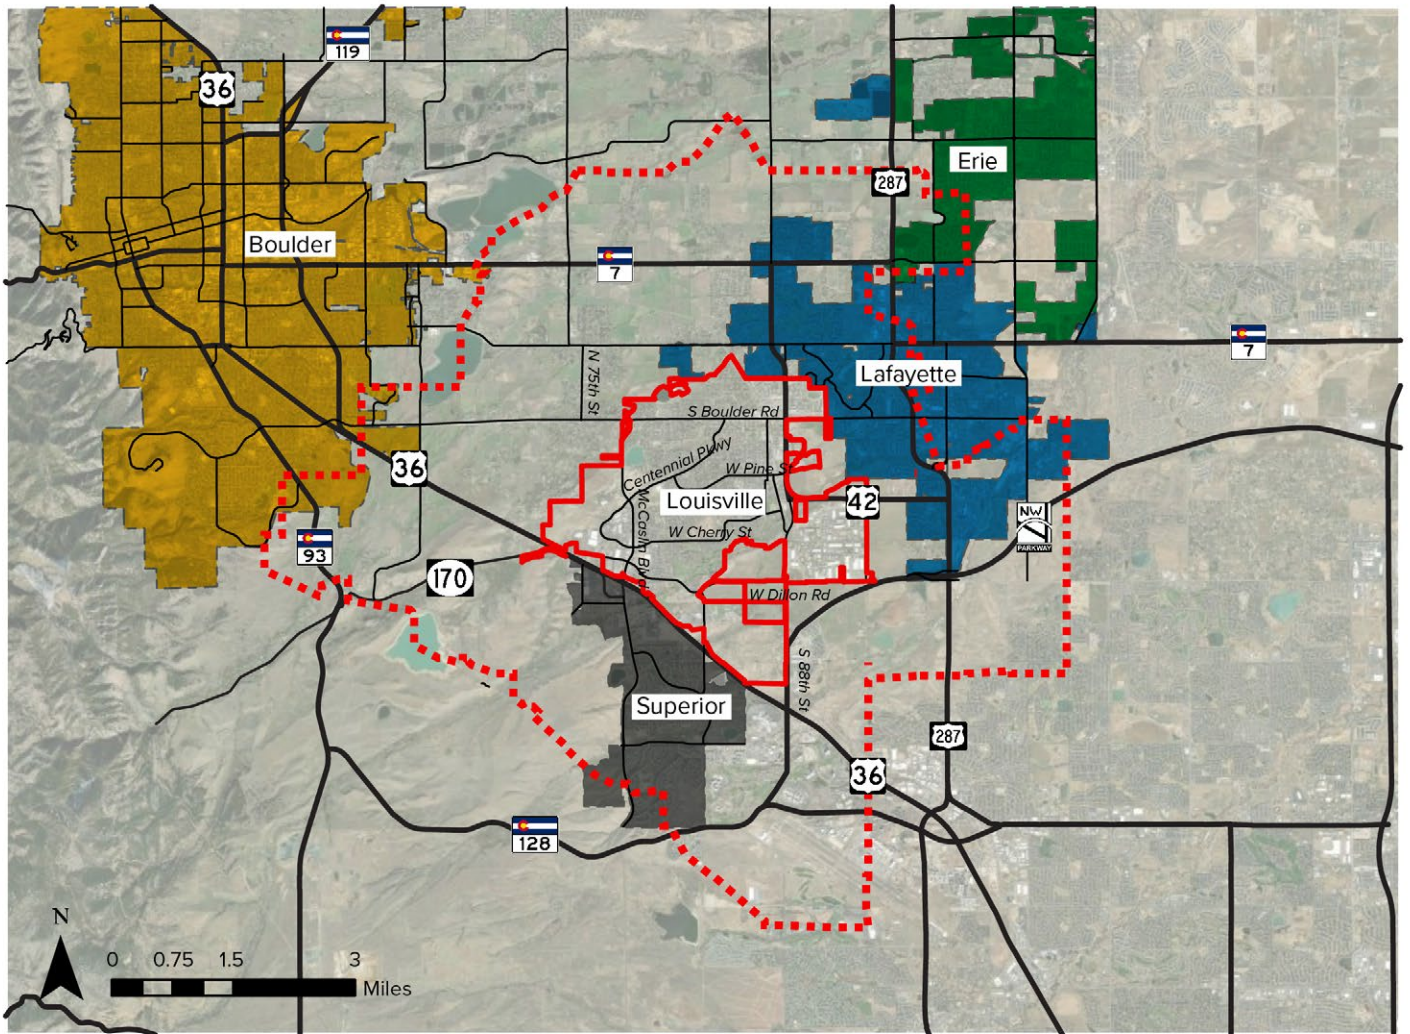 119
36
Erie
287
Boulder
7
7
N 75th St
Lafayette
S Boulder Rd
Centennial Pkwy
W Pine St
36
Louisville
42
NW
PARKWAY
McCaslin Blvd
W Cherry St
93
170
W Dillon Rd
S 88th St
Superior
287
36
128
N
0 0.75 1.5 3
Miles